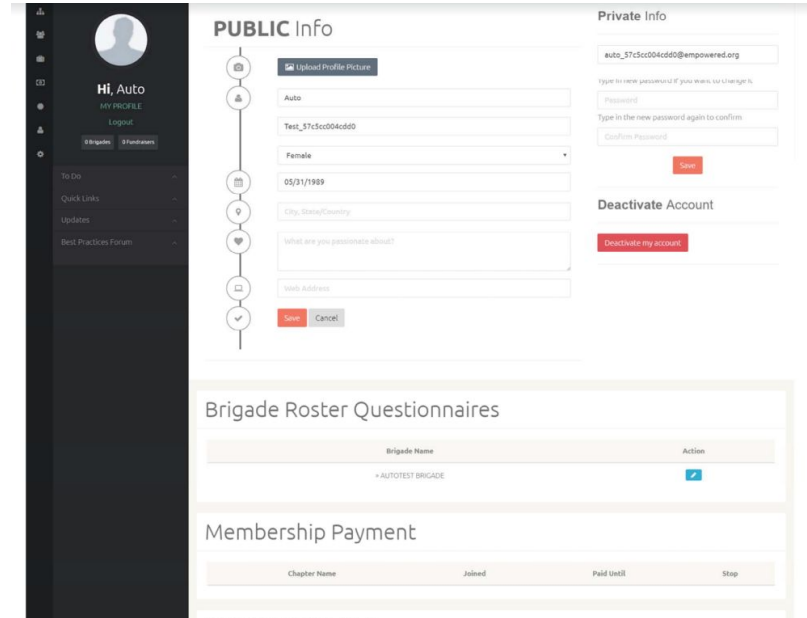 Hi, Auto
MY PROFILE
Logout
0 Brigades
0 Fundraisers
To Do
Quick Links
Updates
Best Practices Forum
PUBLIC Info
Upload Profile Picture
Auto
Test_57c5cc004cdd0
Female
05/31/1989
City, State/Country
What are you passionate about?
Web Address
Save
Cancel
Private Info
auto_57c5cc004cdd0@empowered.org
Type in new password if you want to change it
Password
Type in the new password again to confirm
Confirm Password
Save
Deactivate Account
Deactivate my account
Brigade Roster Questionnaires
Brigade Name Action
» AUTOTEST BRIGADE
Membership Payment
Chapter Name Joined Paid Until Stop